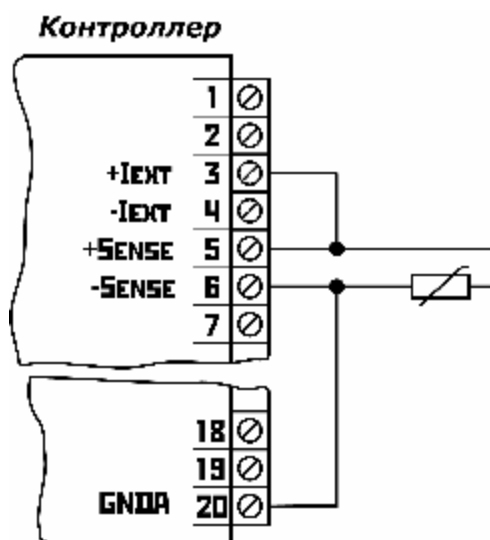 Контроллер
1
2
+IEXT 3
-IEXT 4
+SENSE 5
-SENSE 6
7
18
19
GNDA 20